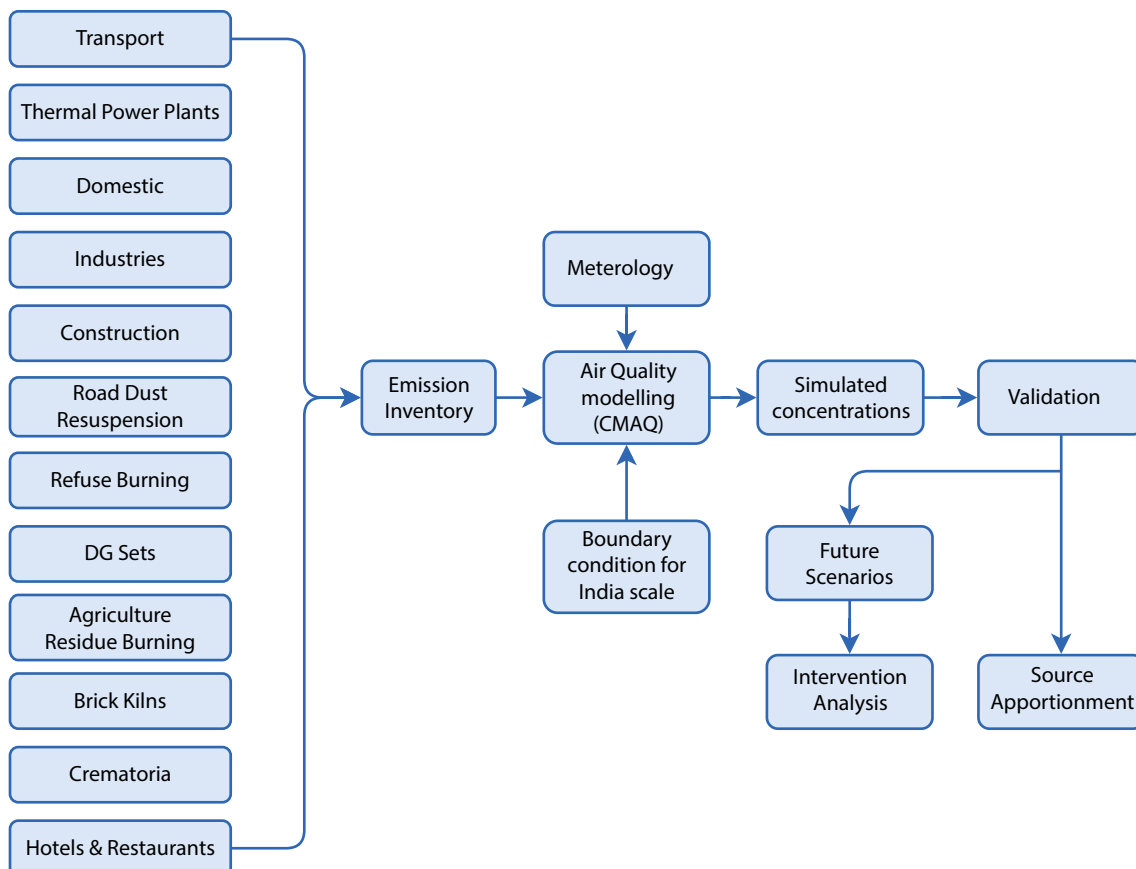 Transport
Thermal Power Plants
Domestic
Industries
Construction
Road Dust
Resuspension
Refuse Burning
DG Sets
Agriculture
Residue Burning
Brick Kilns
Crematoria
Hotels & Restaurants
Emission
Inventory
Meterology
Air Quality
modelling
(CMAQ)
Boundary
condition for
India scale
Simulated
concentrations
Validation
Future
Scenarios
Intervention
Analysis
Source
Apportionment